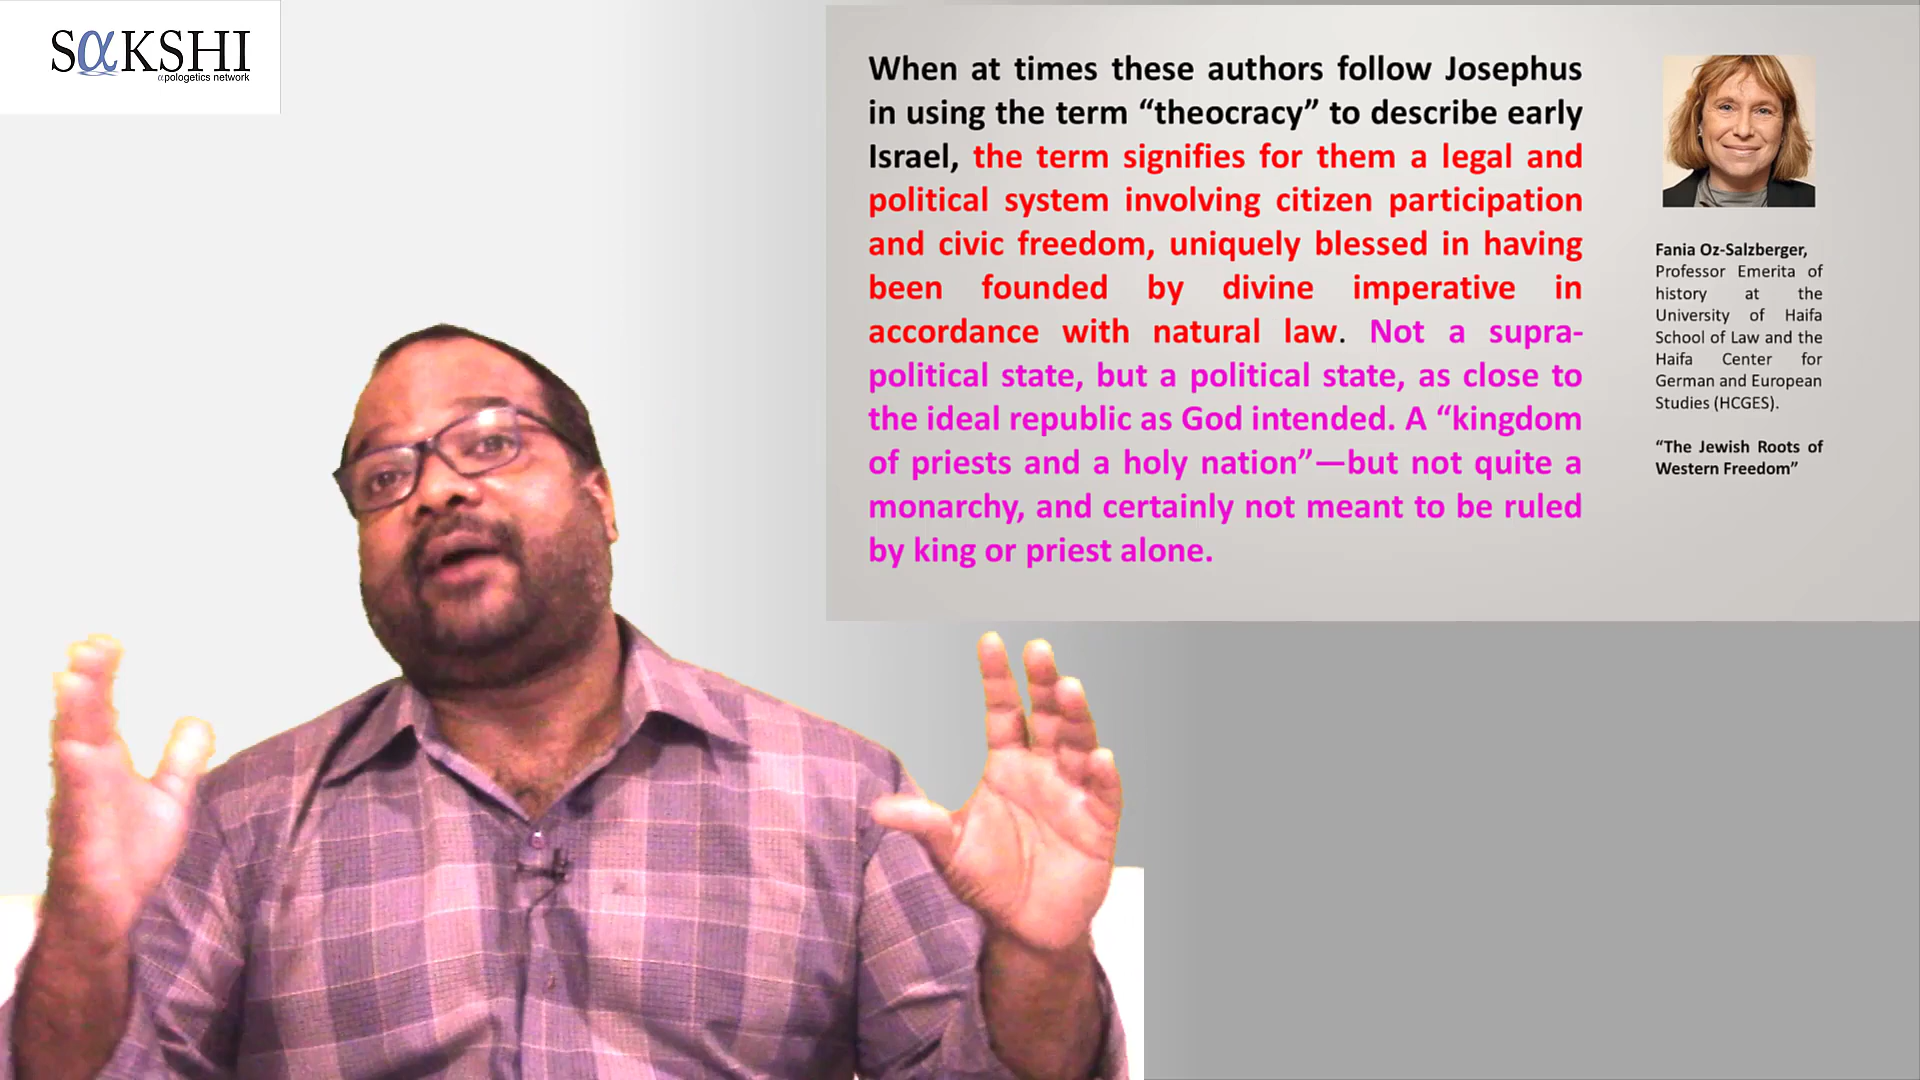 SαKSHI
αpologetics network
When at times these authors follow Josephus
in using the term “theocracy” to describe early
Israel, the term signifies for them a legal and
political system involving citizen participation
and civic freedom, uniquely blessed in having
been founded by divine imperative in
accordance with natural law. Not a supra-
political state, but a political state, as close to
the ideal republic as God intended. A “kingdom
of priests and a holy nation”—but not quite a
monarchy, and certainly not meant to be ruled
by king or priest alone.
Fania Oz-Salzberger,
Professor Emerita of
history at the
University of Haifa
School of Law and the
Haifa Center for
German and European
Studies (HCGES).
“The Jewish Roots of
Western Freedom”